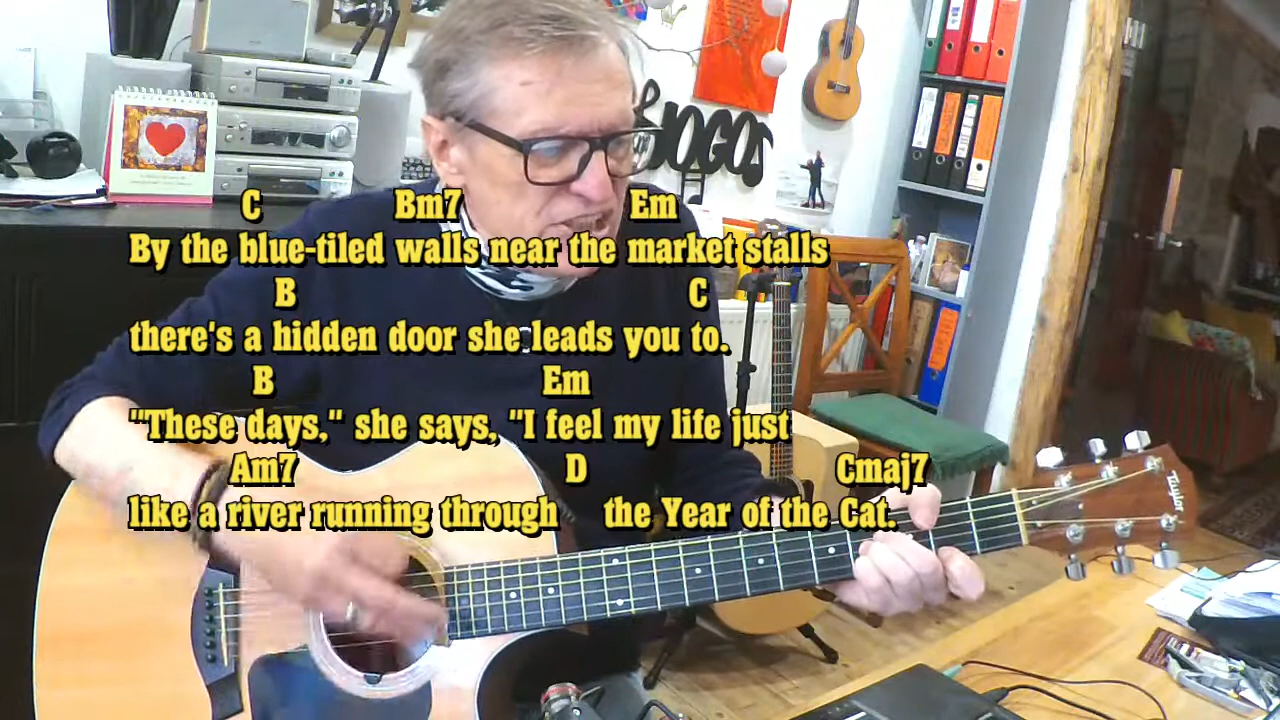 JOGOS
C Bm7 Em
By the blue-tiled walls near the market stalls
B C
there's a hidden door she leads you to.
B Em
"These days," she says, "I feel my life just
Am7 D Cmaj7
like a river running through the Year of the Cat.
Taylor